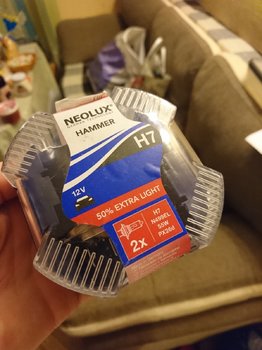 NEOLUX®
HAMMER
H7
12V
50% EXTRA LIGHT
2x
H7
N499EL
55W
PX26d